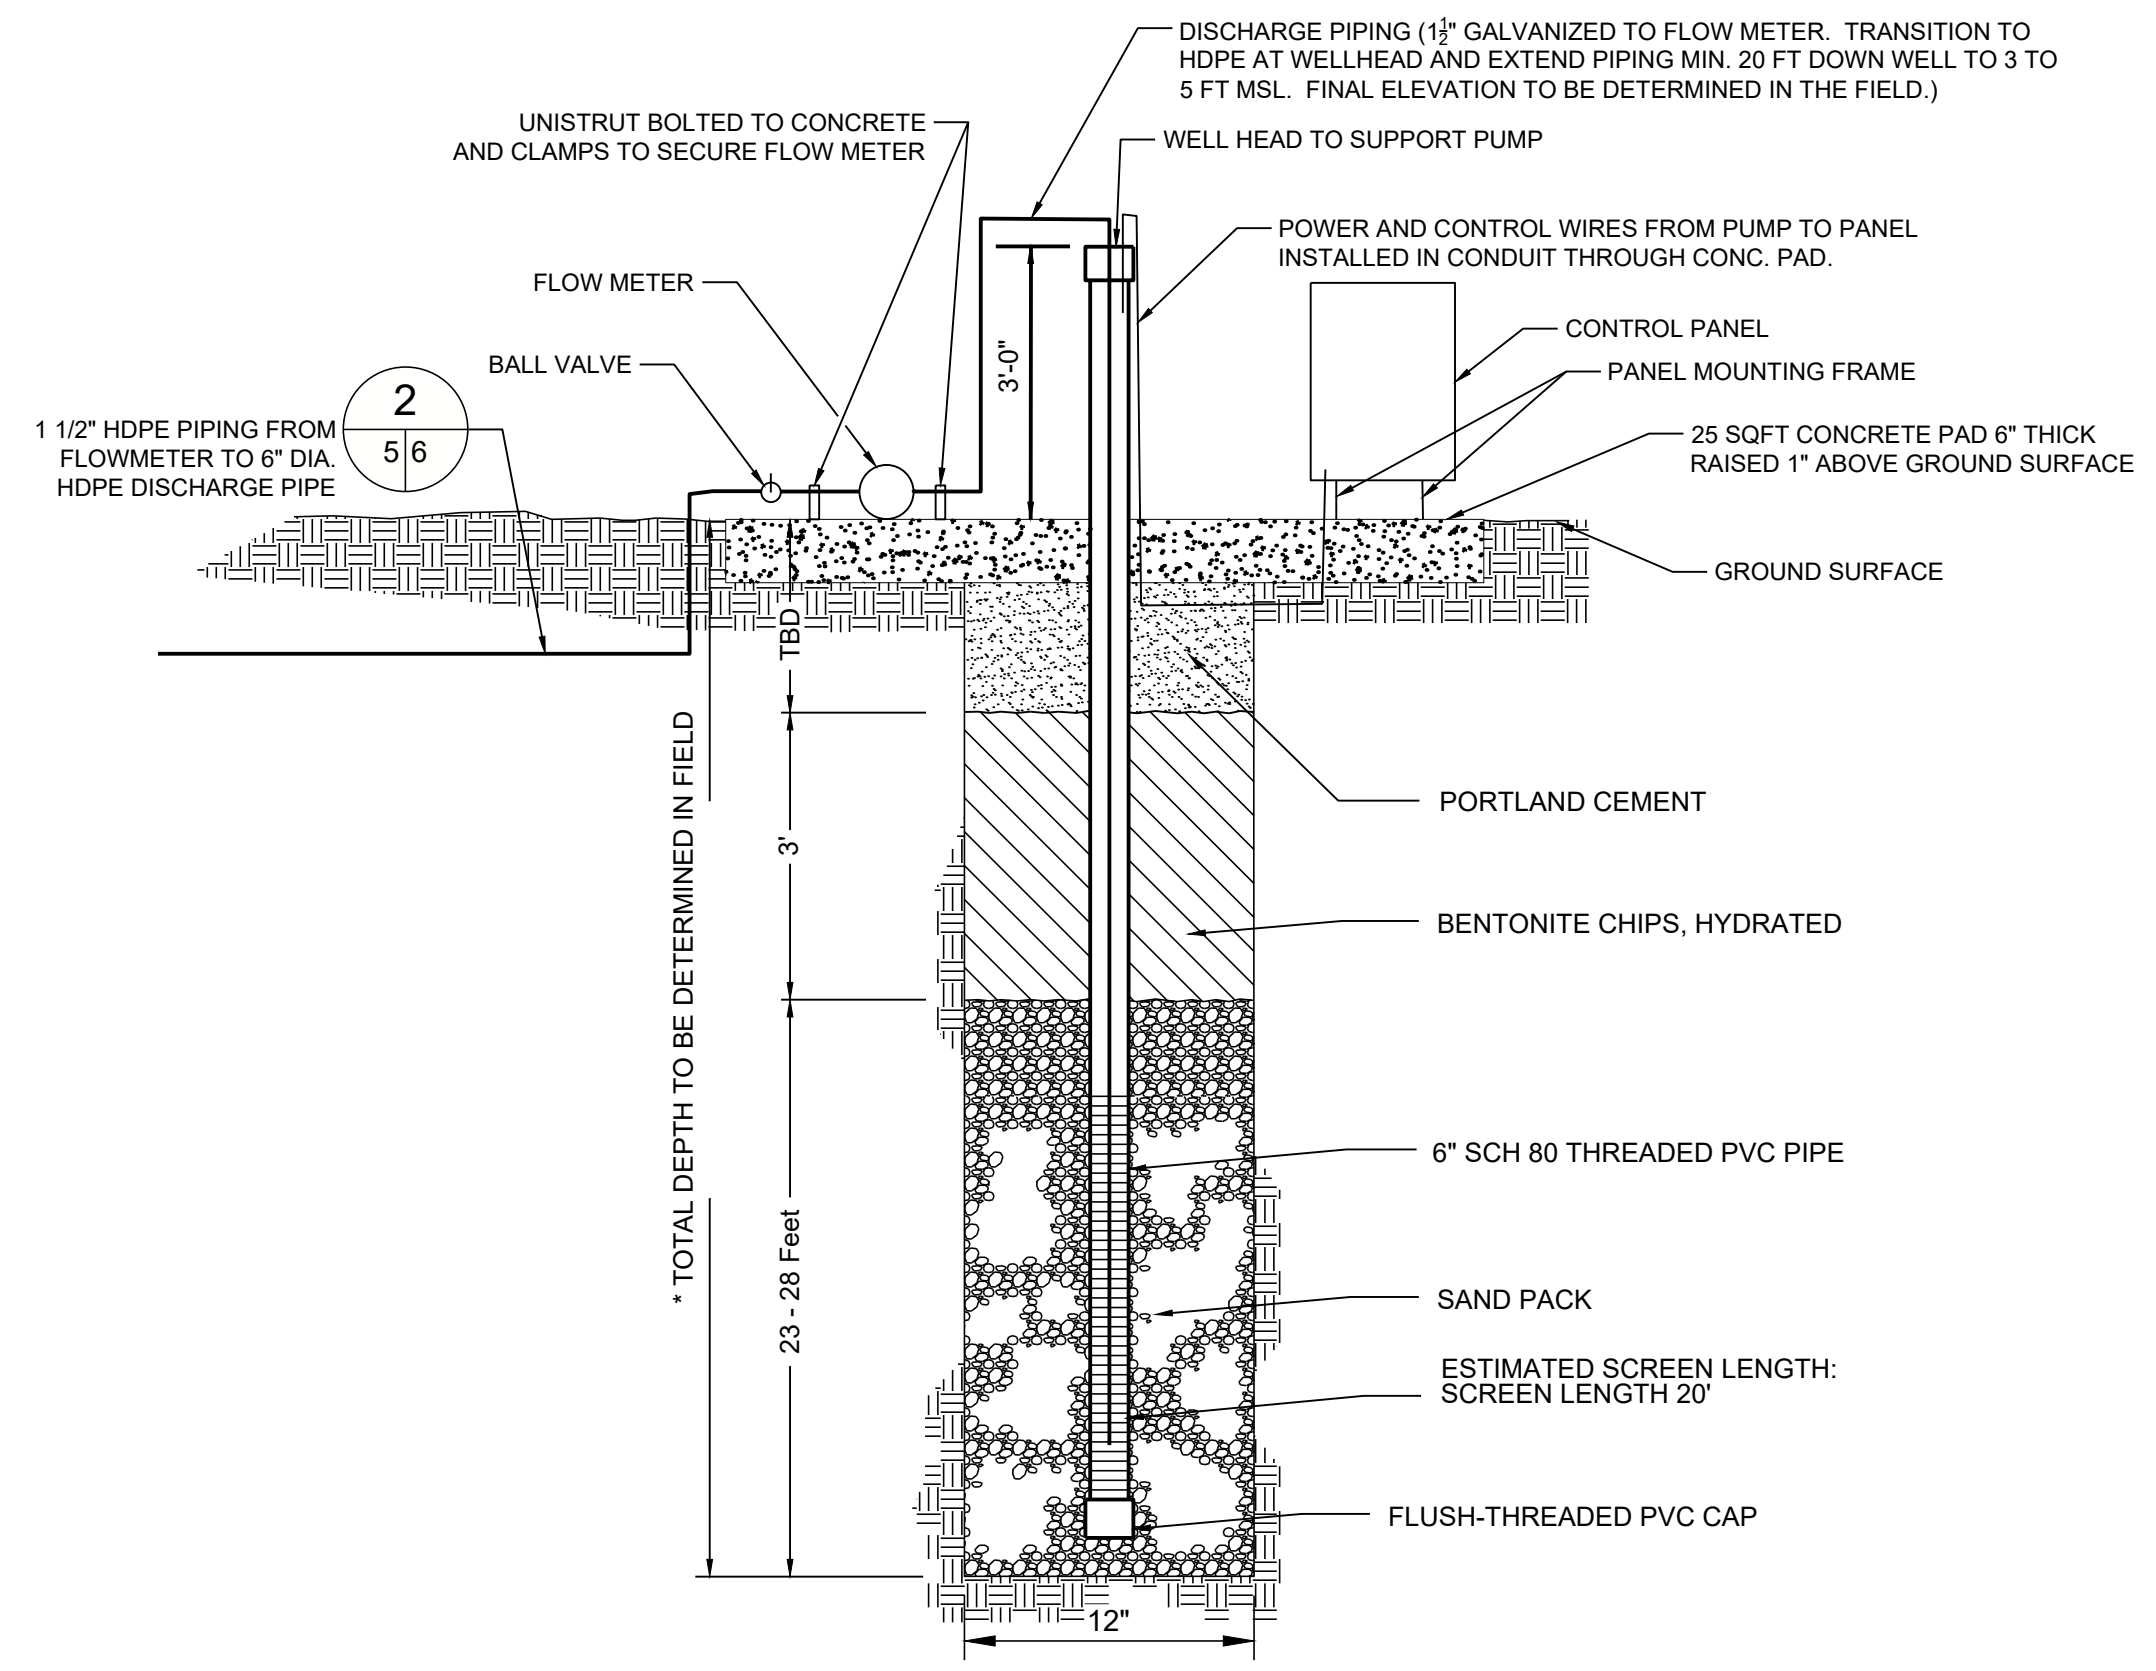 DISCHARGE PIPING (1 1/2" GALVANIZED TO FLOW METER. TRANSITION TO
HDPE AT WELLHEAD AND EXTEND PIPING MIN. 20 FT DOWN WELL TO 3 TO
5 FT MSL. FINAL ELEVATION TO BE DETERMINED IN THE FIELD.)
UNISTRUT BOLTED TO CONCRETE
AND CLAMPS TO SECURE FLOW METER
WELL HEAD TO SUPPORT PUMP
POWER AND CONTROL WIRES FROM PUMP TO PANEL
INSTALLED IN CONDUIT THROUGH CONC. PAD.
FLOW METER
CONTROL PANEL
BALL VALVE
3'-0"
PANEL MOUNTING FRAME
2
5 6
1 1/2" HDPE PIPING FROM
FLOWMETER TO 6" DIA.
HDPE DISCHARGE PIPE
25 SQFT CONCRETE PAD 6" THICK
RAISED 1" ABOVE GROUND SURFACE
GROUND SURFACE
TBD
* TOTAL DEPTH TO BE DETERMINED IN FIELD
3'
PORTLAND CEMENT
BENTONITE CHIPS, HYDRATED
23 - 28 Feet
6" SCH 80 THREADED PVC PIPE
SAND PACK
ESTIMATED SCREEN LENGTH:
SCREEN LENGTH 20'
FLUSH-THREADED PVC CAP
12"